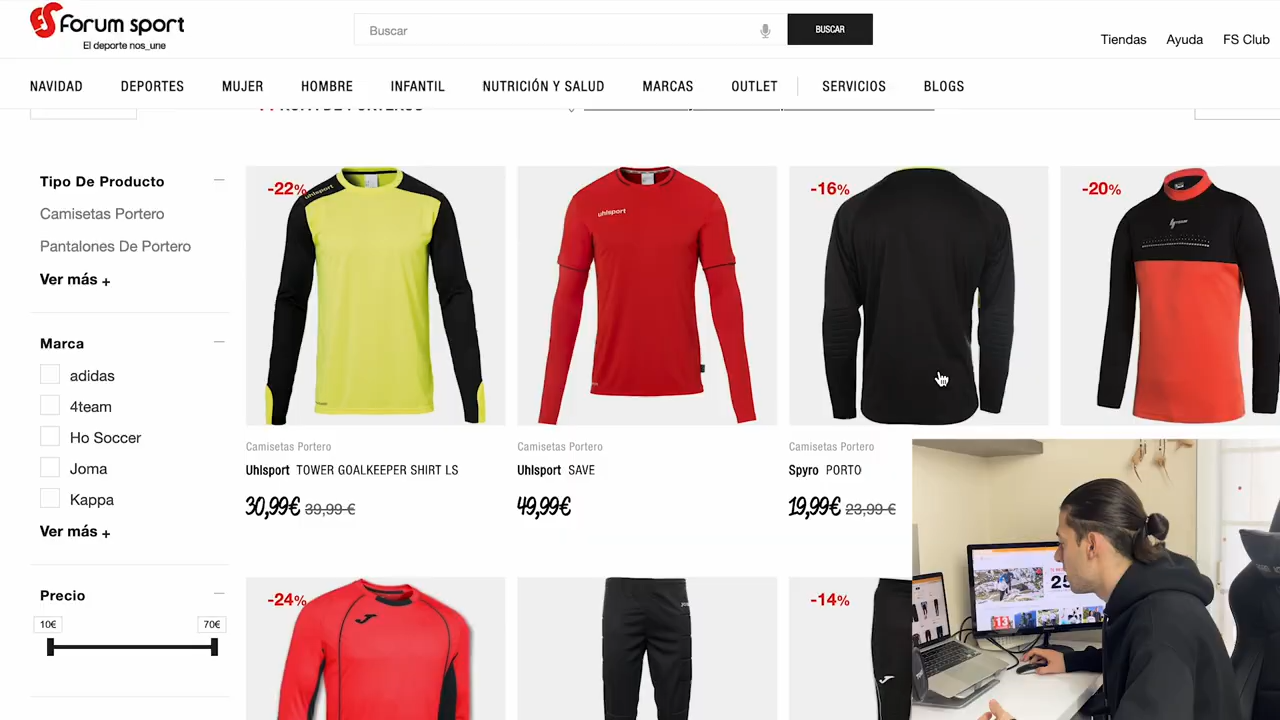 Forum sport
El deporte nos_une
Buscar
BUSCAR
Tiendas
Ayuda
FS Club
NAVIDAD
DEPORTES
MUJER
HOMBRE
INFANTIL
NUTRICIÓN Y SALUD
MARCAS
OUTLET
SERVICIOS
BLOGS
Tipo De Producto
Camisetas Portero
Pantalones De Portero
Ver más +
Marca
adidas
4team
Ho Soccer
Joma
Kappa
Ver más +
Precio
10€
70€
-22%
uhlsport
uhlsport
-16%
-20%
Camisetas Portero
Uhlsport TOWER GOALKEEPER SHIRT LS
30,99€ 39,99 €
Camisetas Portero
Uhlsport SAVE
49,99€
Camisetas Portero
Spyro PORTO
19,99€ 23,99 €
-24%
-14%
25
13